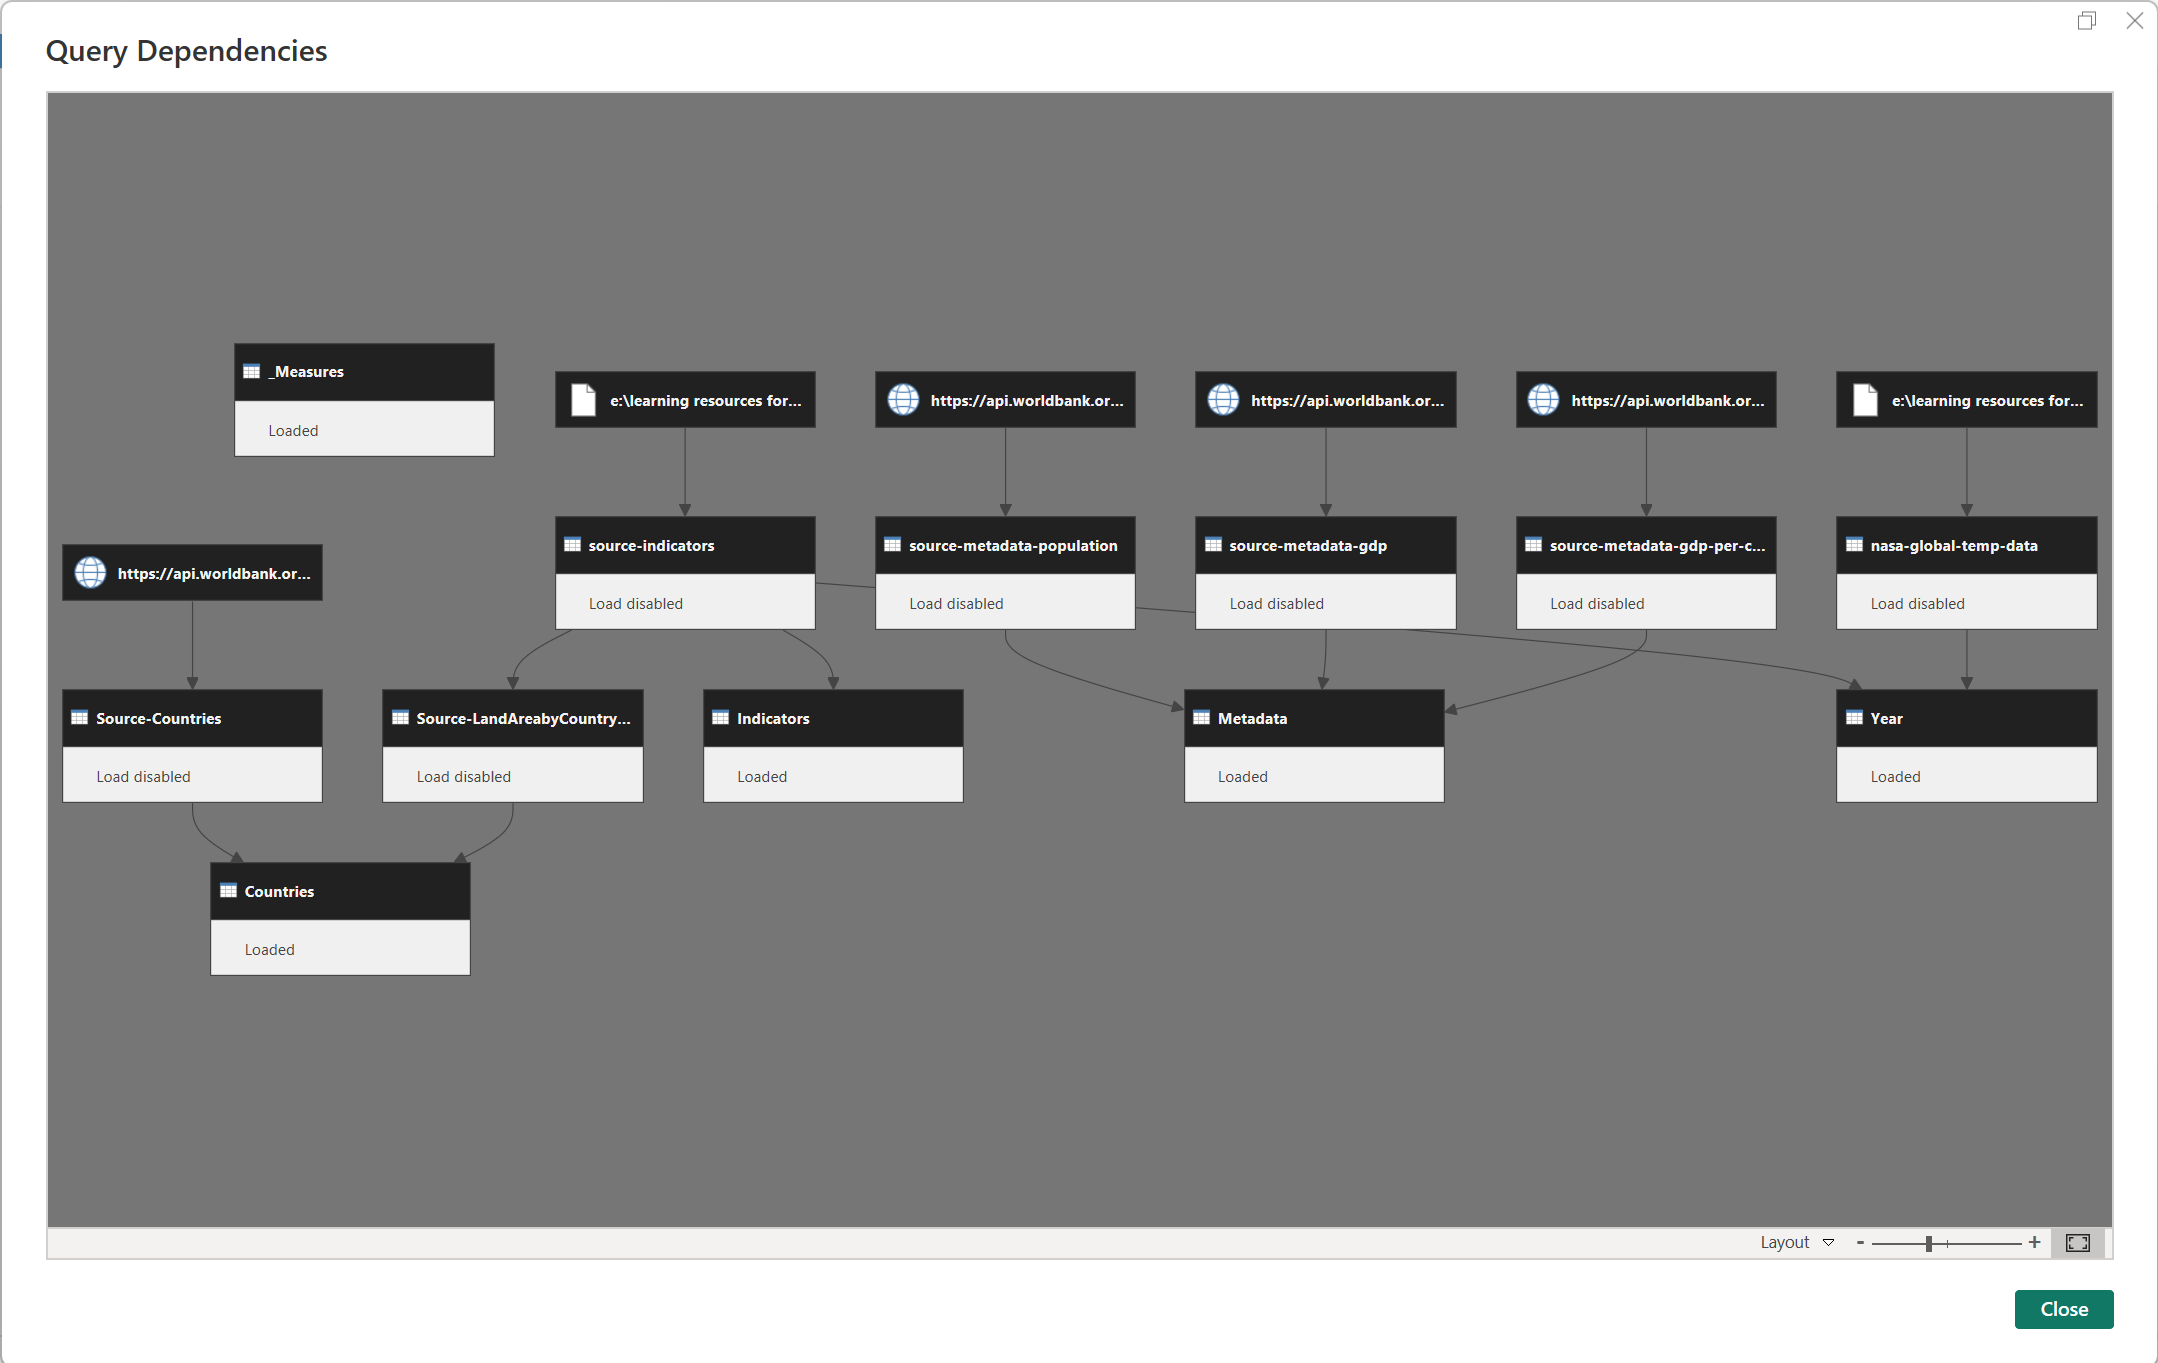 Query Dependencies
_Measures
Loaded
e:\learning resources for...
https://api.worldbank.or...
https://api.worldbank.or...
https://api.worldbank.or...
e:\learning resources for...
https://api.worldbank.or...
source-indicators
Load disabled
source-metadata-population
Load disabled
source-metadata-gdp
Load disabled
source-metadata-gdp-per-c...
Load disabled
nasa-global-temp-data
Load disabled
Source-Countries
Load disabled
Source-LandAreabyCountry...
Load disabled
Indicators
Loaded
Metadata
Loaded
Year
Loaded
Countries
Loaded
Layout
- +
Close